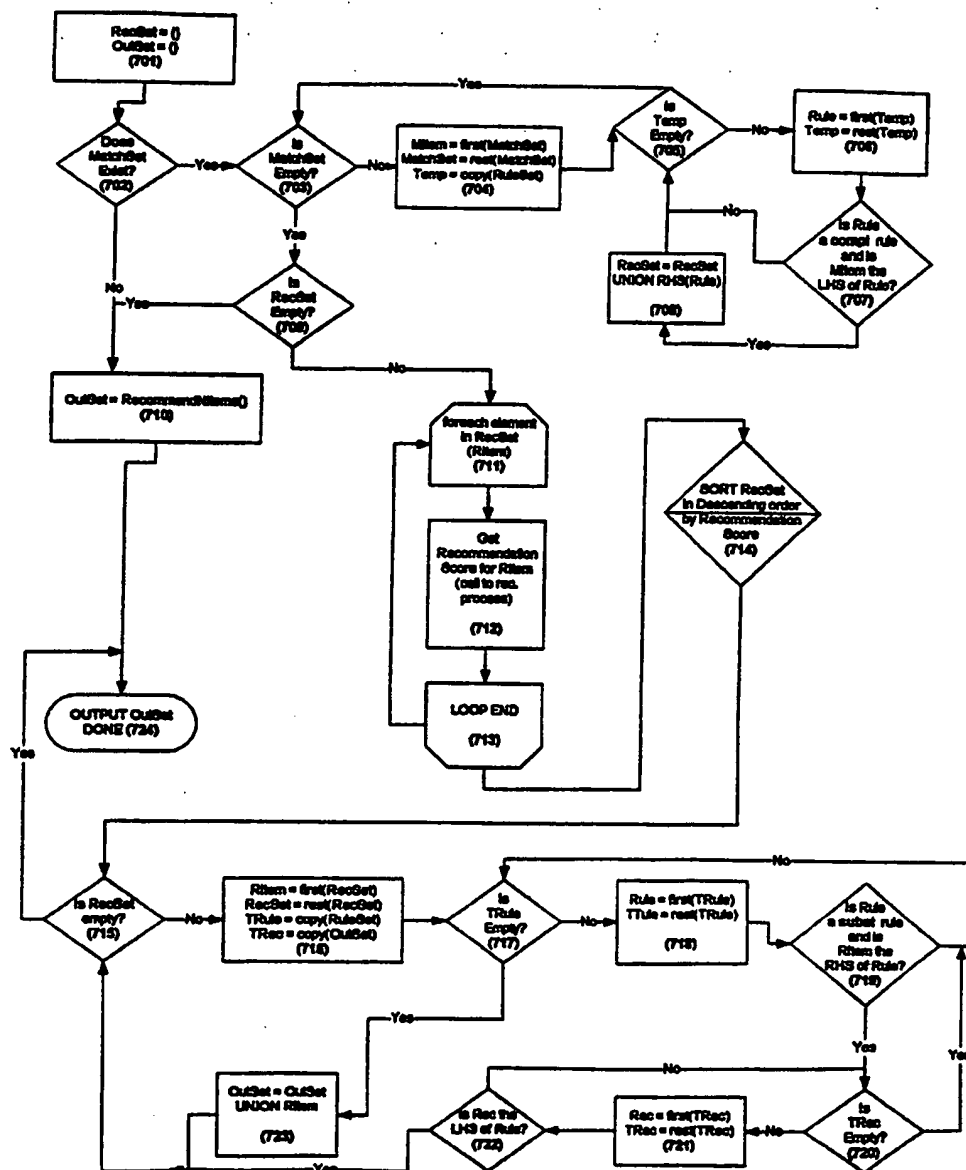 RecSet = ()
OutSet = ()
(701)
Does
MatchSet
Exist?
(702)
Yes
Is
MatchSet
Empty?
(703)
No
MItem = first(MatchSet)
MatchSet = rest(MatchSet)
Temp = copy(RuleSet)
(704)
Yes
Is
Temp
Empty?
(705)
No
Rule = first(Temp)
Temp = rest(Temp)
(706)
Is Rule
a compl rule
and is
MItem the
LHS of Rule?
(707)
No
Yes
RecSet = RecSet
UNION RHS(Rule)
(708)
Yes
Is
RecSet
Empty?
(709)
Yes
No
No
OutSet = RecommendNItems()
(710)
foreach element
in RecSet
(RItem)
(711)
Get
Recommendation
Score for RItem
(call to rec.
process)
(712)
LOOP END
(713)
SORT RecSet
in Descending order
by Recommendation
Score
(714)
OUTPUT OutSet
DONE (724)
Yes
Is RecSet
empty?
(715)
No
RItem = first(RecSet)
RecSet = rest(RecSet)
TRule = copy(RuleSet)
TRec = copy(OutSet)
(716)
Is
TRule
Empty?
(717)
No
Rule = first(TRule)
TTule = rest(TRule)
(718)
Is Rule
a subst rule
and is
RItem the
RHS of Rule?
(719)
No
Yes
Yes
Is
TRec
Empty?
(720)
Yes
No
Rec = first(TRec)
TRec = rest(TRec)
(721)
Is Rec the
LHS of Rule?
(722)
No
Yes
OutSet = OutSet
UNION RItem
(723)